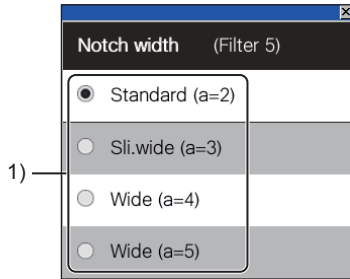 Notch width (Filter 5)
Standard (a=2)
Sli.wide (a=3)
1)
Wide (a=4)
Wide (a=5)